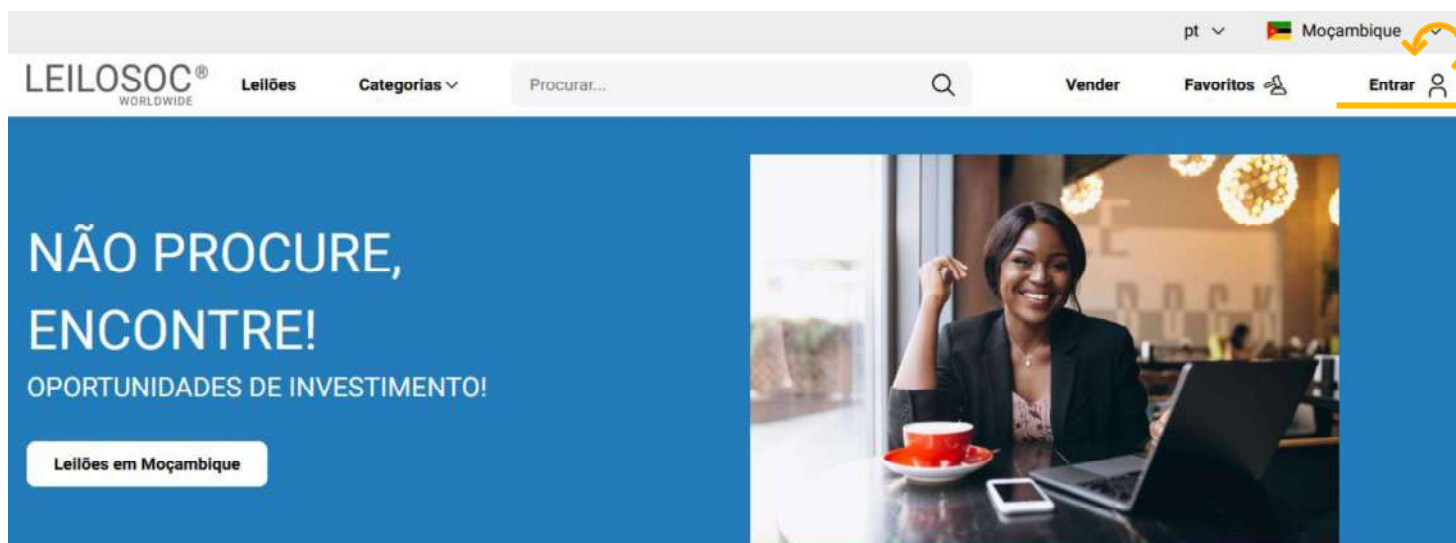 pt Moçambique
LEILOSOC® Leilões Categorias Procurar... Vender Favoritos Entrar
WORLDWIDE
NÃO PROCURE,
ENCONTRE!
OPORTUNIDADES DE INVESTIMENTO!
Leilões em Moçambique